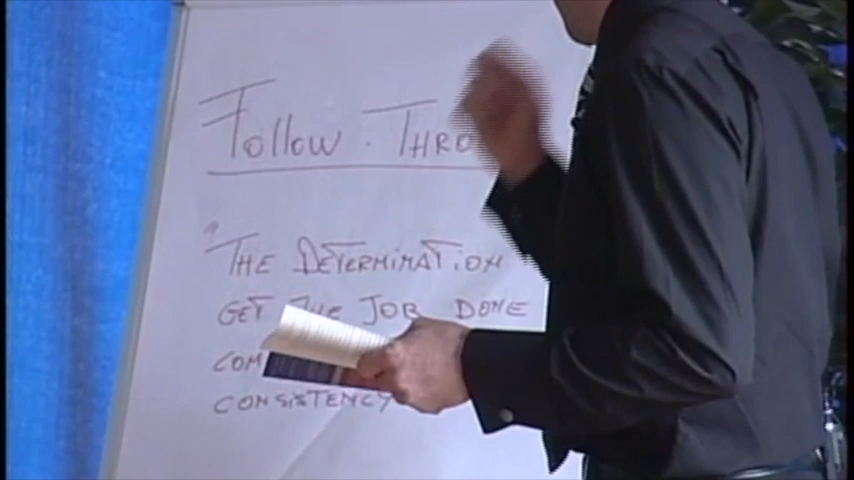 FOLLOW. THRO
"THE DETERMINATION
GET THE JOB DONE
COM
CONSISTENCY